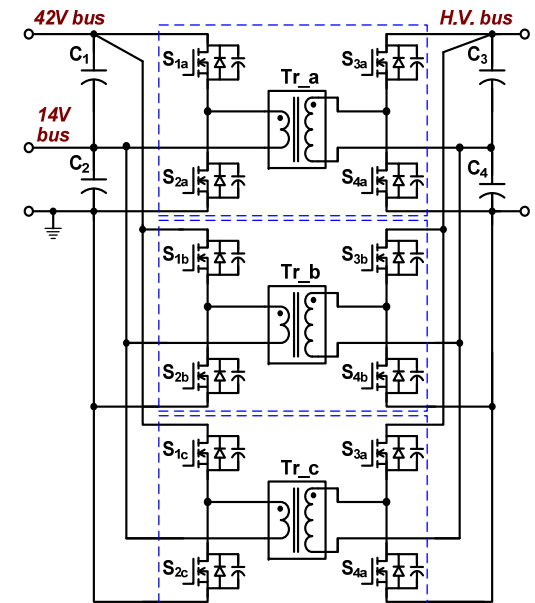 42V bus
H.V. bus
C1
S1a
S3a
C3
Tr_a
14V
bus
C2
S2a
S4a
C4
S1b
S3b
Tr_b
S2b
S4b
S1c
S3a
Tr_c
S2c
S4a